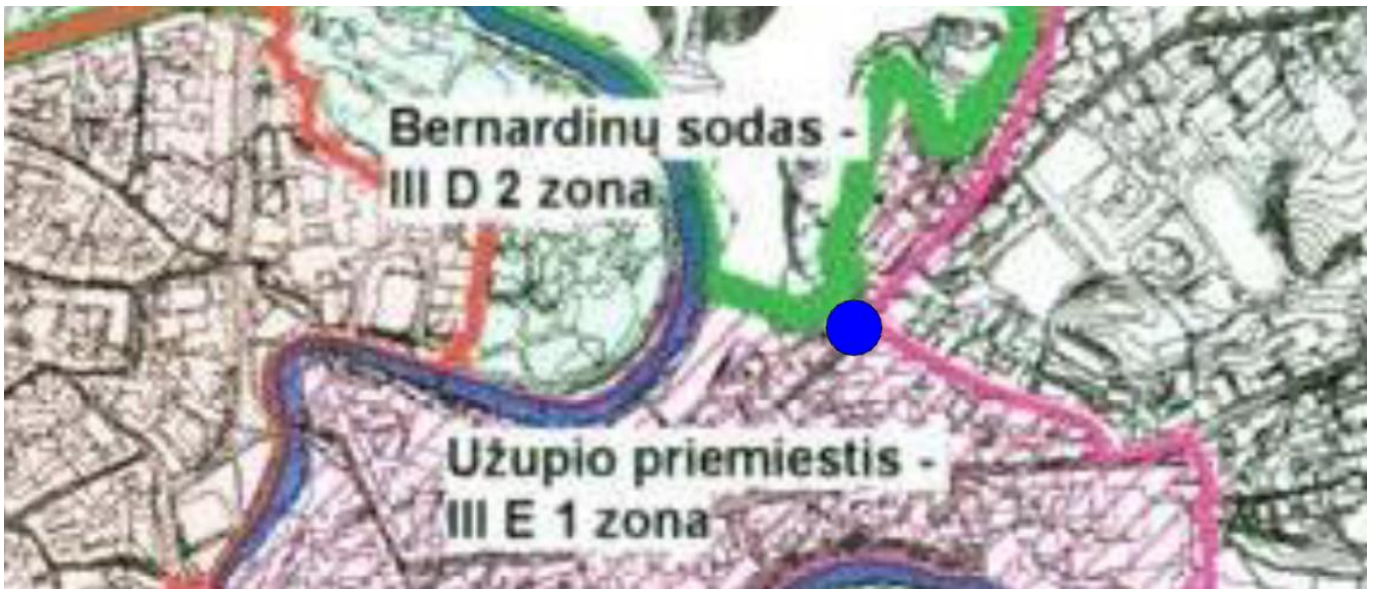 Bernardinų sodas -
III D 2 zona
Užupio priemiestis -
III E 1 zona